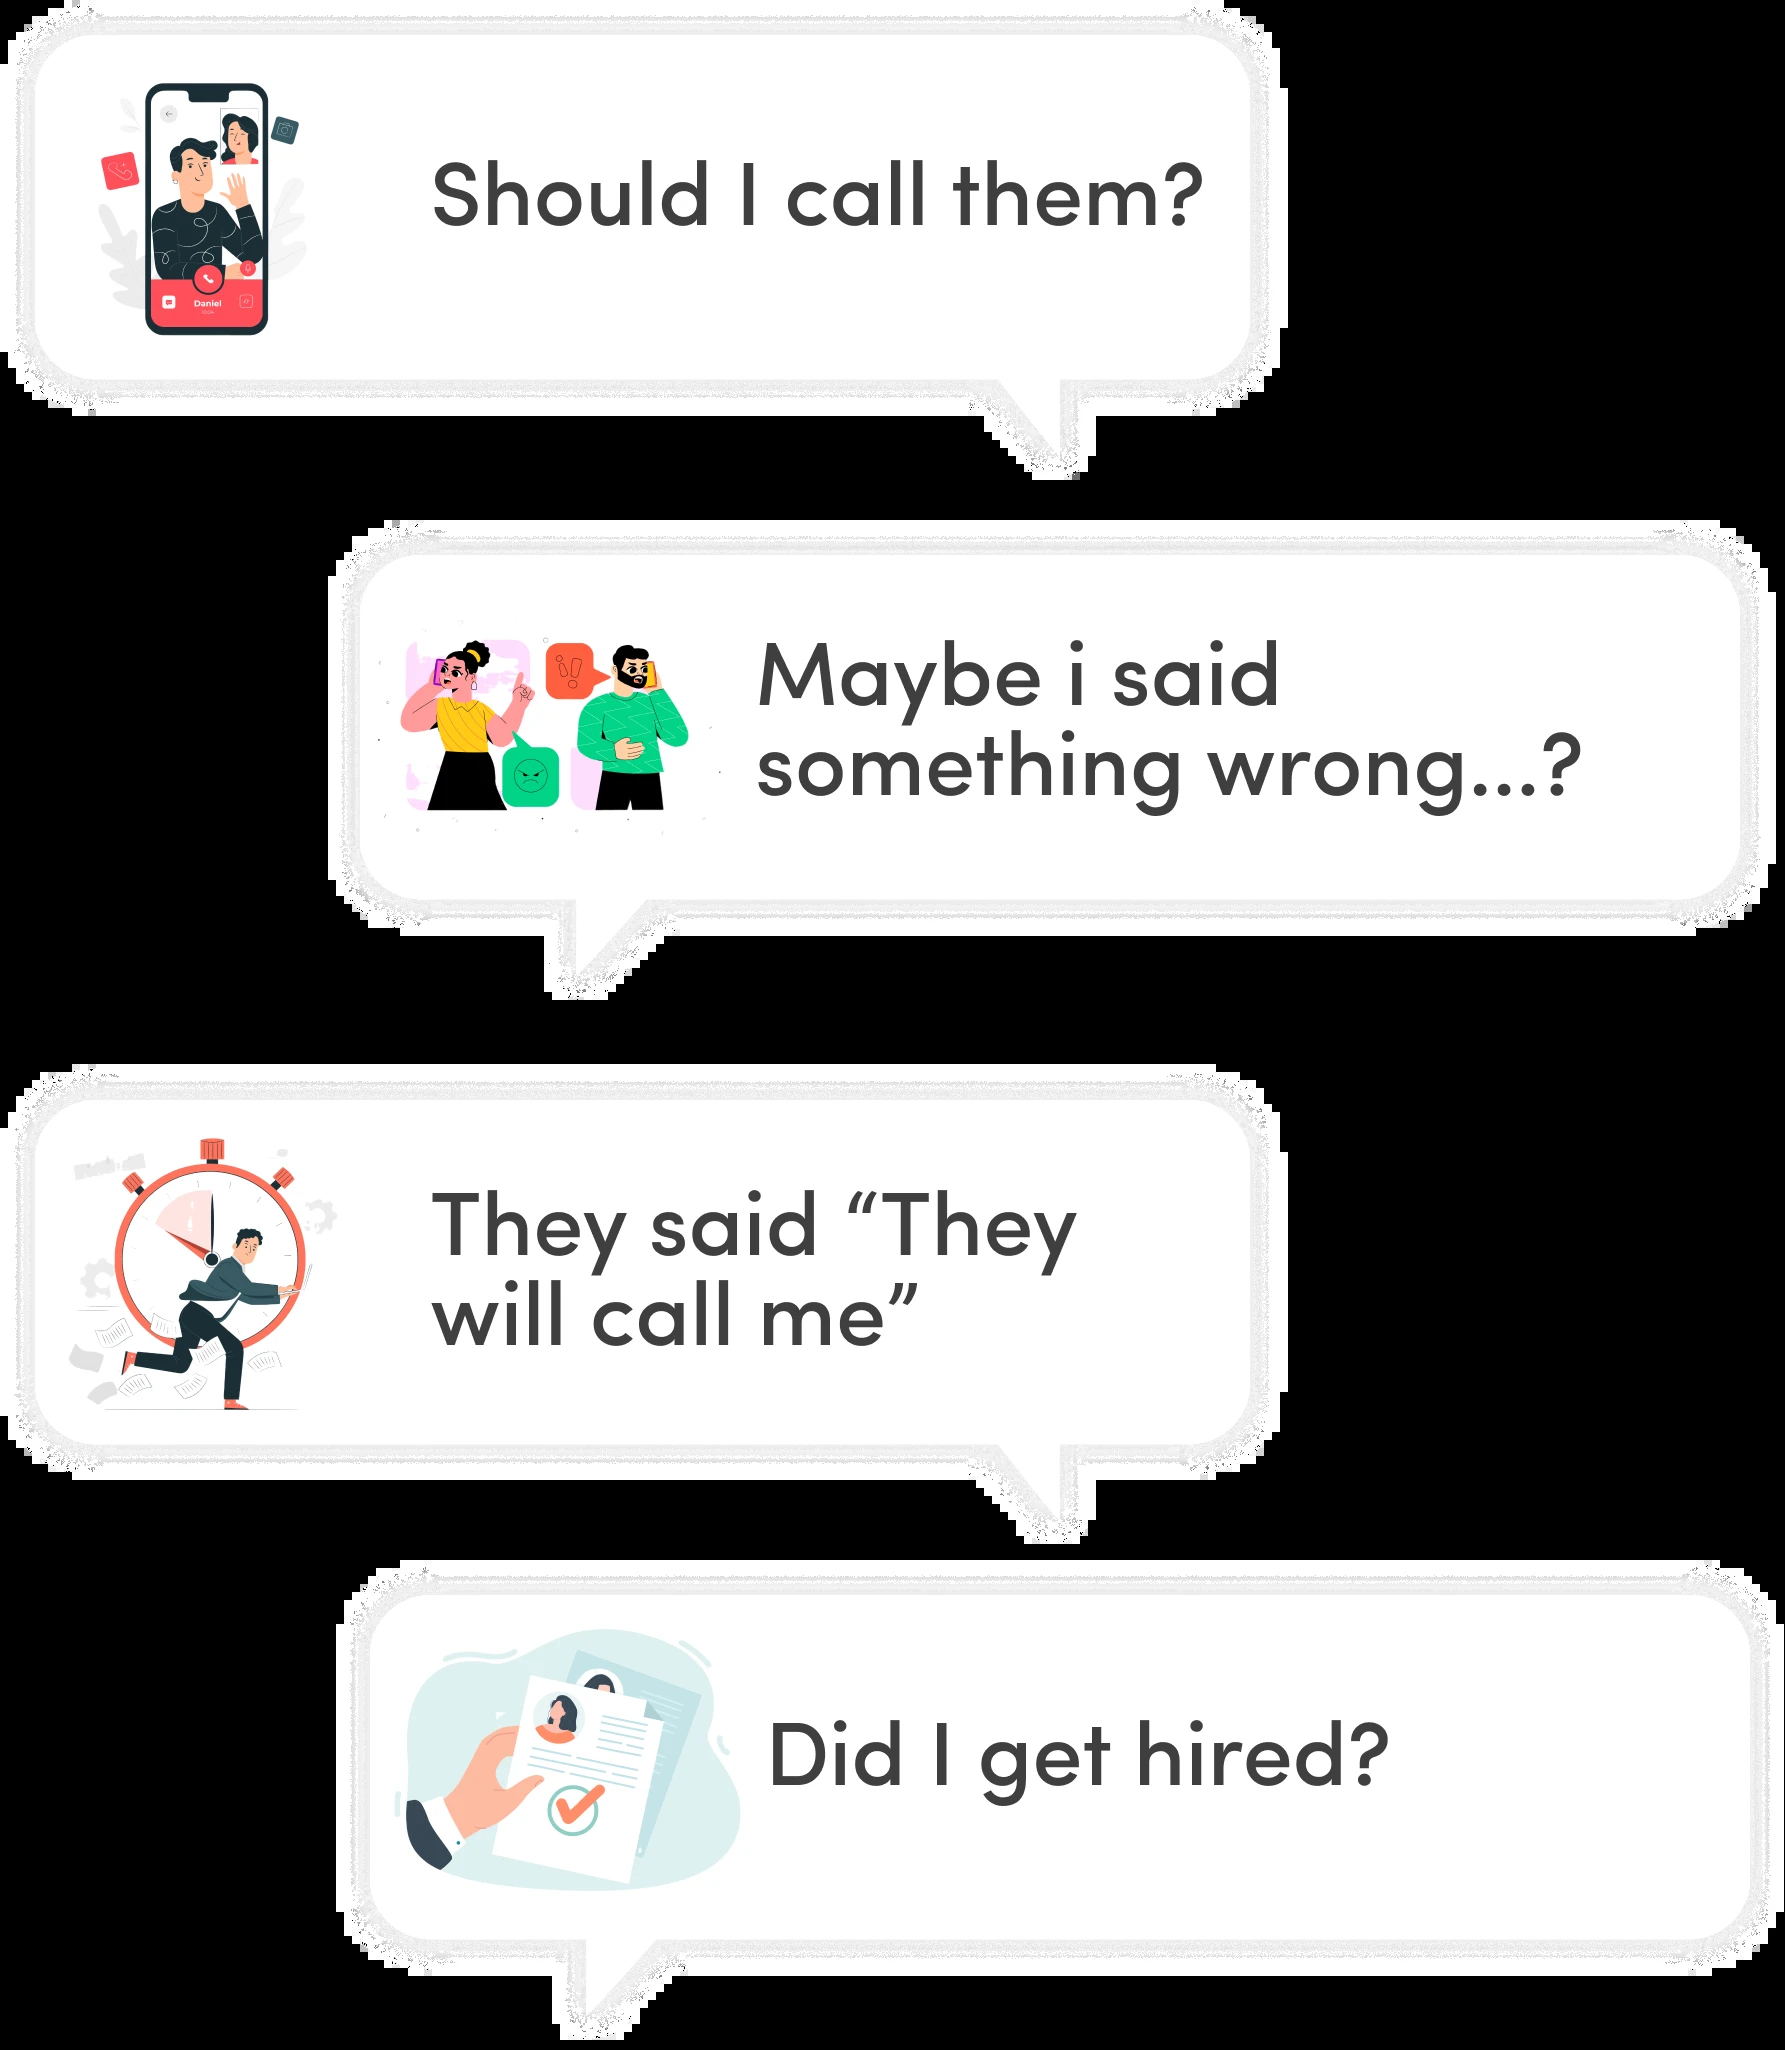 Should I call them?
Daniel
Maybe i said
something wrong...?
They said “They
will call me”
Did I get hired?